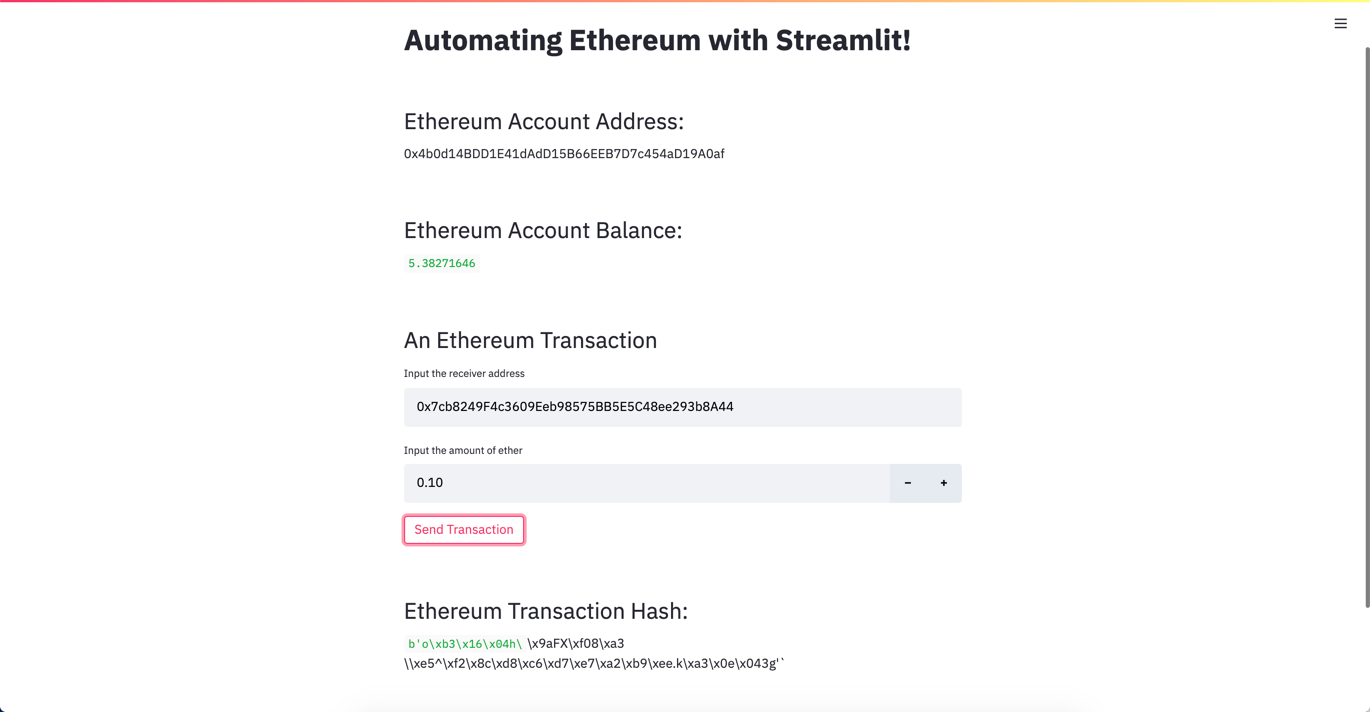 Automating Ethereum with Streamlit!
Ethereum Account Address:
0x4b0d14BDD1E41dAdD15B66EEB7D7c454aD19A0af
Ethereum Account Balance:
5.38271646
An Ethereum Transaction
Input the receiver address
0x7cb8249F4c3609Eeb98575BB5E5C48ee293b8A44
Input the amount of ether
0.10
Send Transaction
Ethereum Transaction Hash:
b'o\xb3\x16\x04h\ \x9aFX\xf08\xa3
\\xe5^\xf2\x8c\xd8\xc6\xd7\xe7\xa2\xb9\xee.k\xa3\x0e\x043g'`